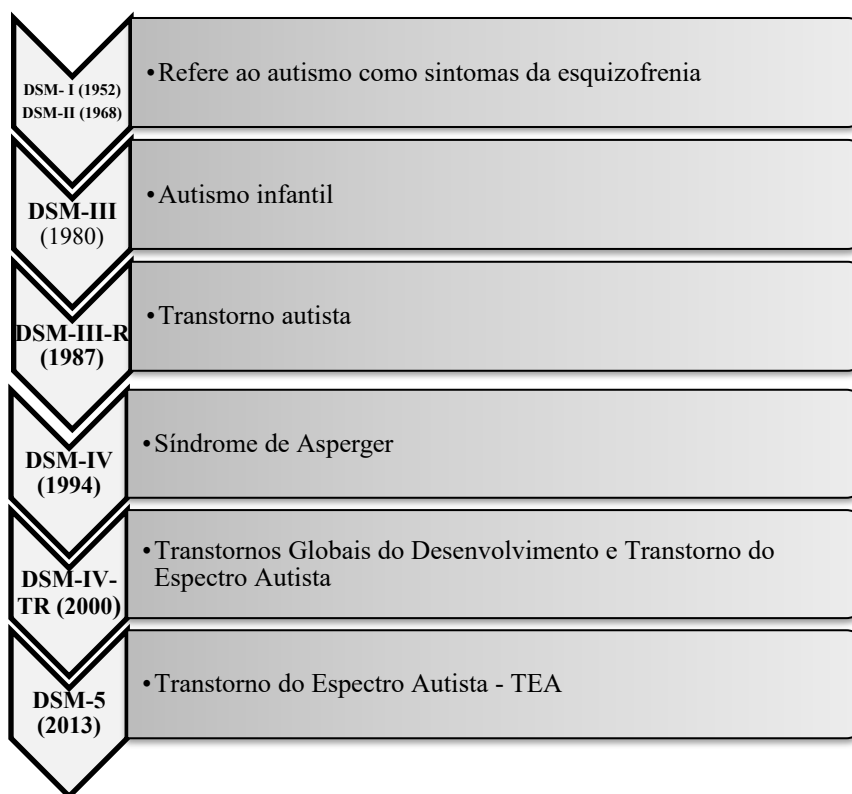 DSM- I (1952)
DSM-II (1968)
•Refere ao autismo como sintomas da esquizofrenia
DSM-III
(1980)
•Autismo infantil
DSM-III-R
(1987)
•Transtorno autista
DSM-IV
(1994)
•Síndrome de Asperger
DSM-IV-
TR (2000)
•Transtornos Globais do Desenvolvimento e Transtorno do
Espectro Autista
DSM-5
(2013)
•Transtorno do Espectro Autista - TEA